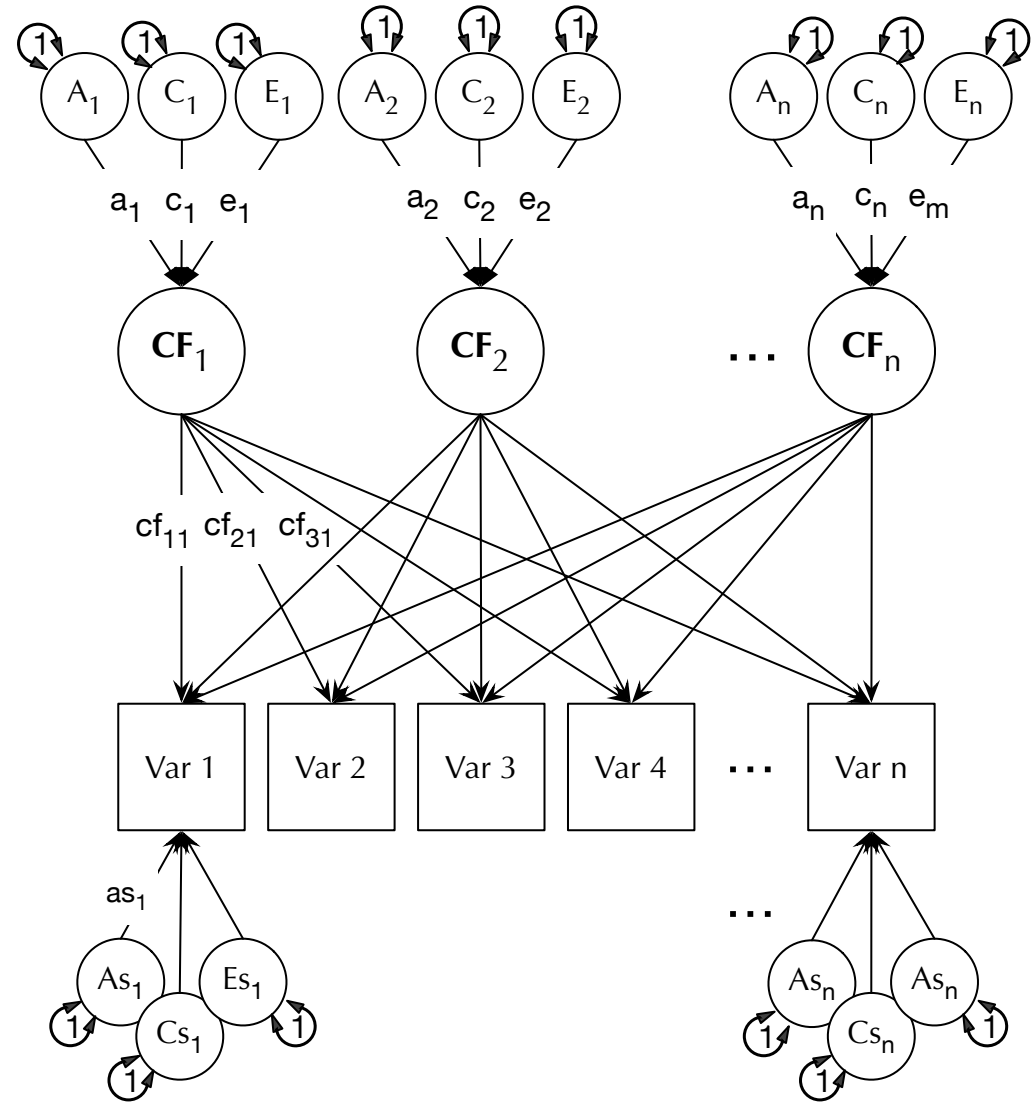 1 1 1 1 1 1 1 1 1
A1 C1 E1 A2 C2 E2 An Cn En
a1 c1 e1 a2 c2 e2 an cn em
CF1 CF2 ... CFn
cf11 cf21 cf31
Var 1 Var 2 Var 3 Var 4 ... Var n
as1 ...
As1 Es1 Asn Asn
1 Cs1 1 1 Csn 1
1 1